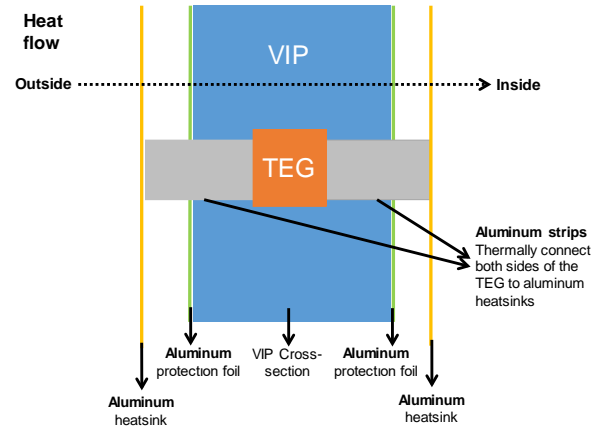 Heat
flow
VIP
Outside
Inside
TEG
Aluminum strips
Thermally connect
both sides of the
TEG to aluminum
heatsinks
Aluminum
protection foil
VIP Cross-
section
Aluminum
protection foil
Aluminum
heatsink
Aluminum
heatsink